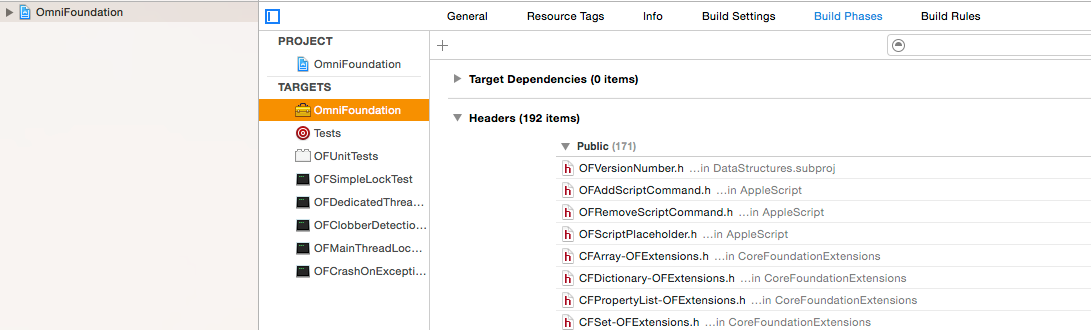 OmniFoundation
General Resource Tags Info Build Settings Build Phases Build Rules
PROJECT
OmniFoundation
TARGETS
OmniFoundation
Tests
OFUnitTests
OFSimpleLockTest
OFDedicatedThrea...
OFClobberDetectio...
OFMainThreadLoc...
OFCrashOnExcepti...
Target Dependencies (0 items)
Headers (192 items)
Public (171)
OFVersionNumber.h ...in DataStructures.subproj
OFAddScriptCommand.h ...in AppleScript
OFRemoveScriptCommand.h ...in AppleScript
OFScriptPlaceholder.h ...in AppleScript
CFArray-OFExtensions.h ...in CoreFoundationExtensions
CFDictionary-OFExtensions.h ...in CoreFoundationExtensions
CFPropertyList-OFExtensions.h ...in CoreFoundationExtensions
CFSet-OFExtensions.h ...in CoreFoundationExtensions